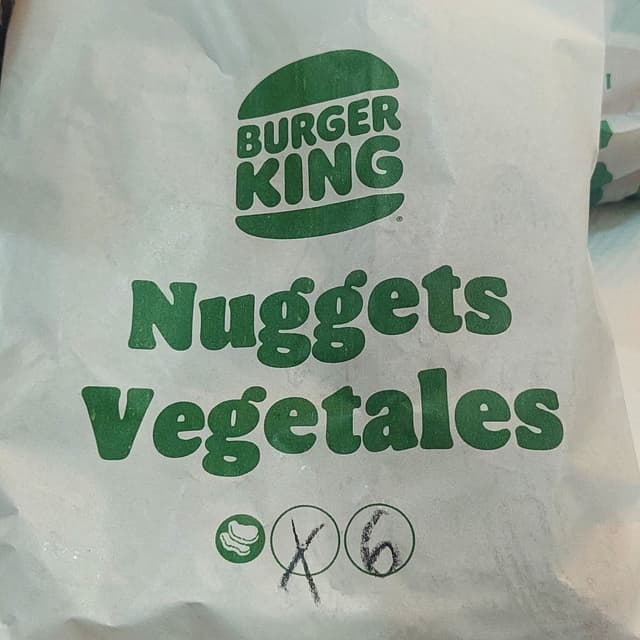 BURGER
KING
®
Nuggets
Vegetales
X 6